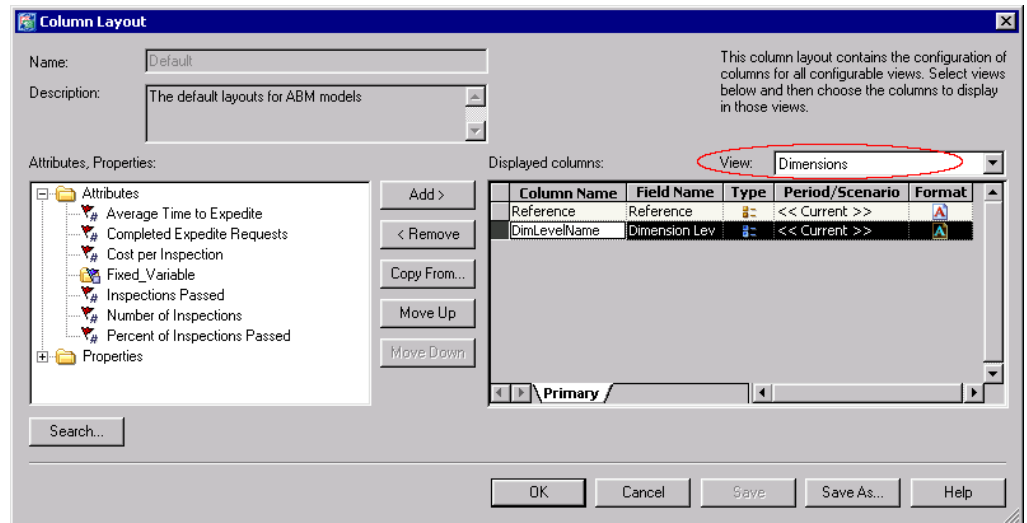 Column Layout
Name:
Default
This column layout contains the configuration of
columns for all configurable views. Select views
below and then choose the columns to display
in those views.
Description:
The default layouts for ABM models
Attributes, Properties:
Displayed columns:
View:
Dimensions
Attributes
Average Time to Expedite
Completed Expedite Requests
Cost per Inspection
Fixed_Variable
Inspections Passed
Number of Inspections
Percent of Inspections Passed
Properties
Add >
< Remove
Copy From...
Move Up
Move Down
Column Name Field Name Type Period/Scenario Format
Reference Reference << Current >> A
DimLevelName Dimension Lev << Current >> A
Primary
Search...
OK
Cancel
Save
Save As...
Help